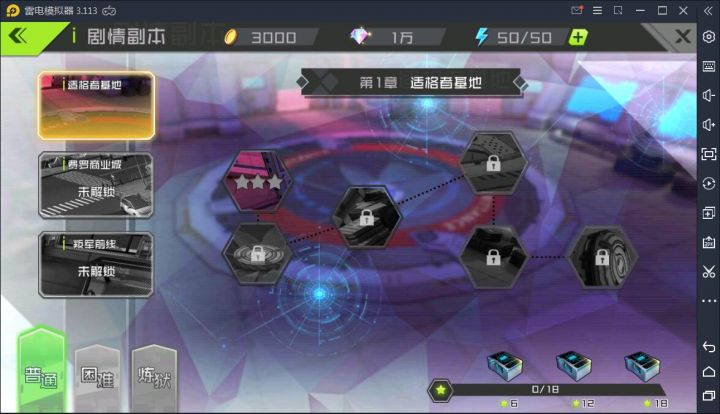 雷电模拟器 3.113
剧情副本
3000
1万
50/50
适格者基地
第1章 适格者基地
费罗商业城
未解锁
领军前线
未解锁
普通
困难
炼狱
0/18
6
12
18